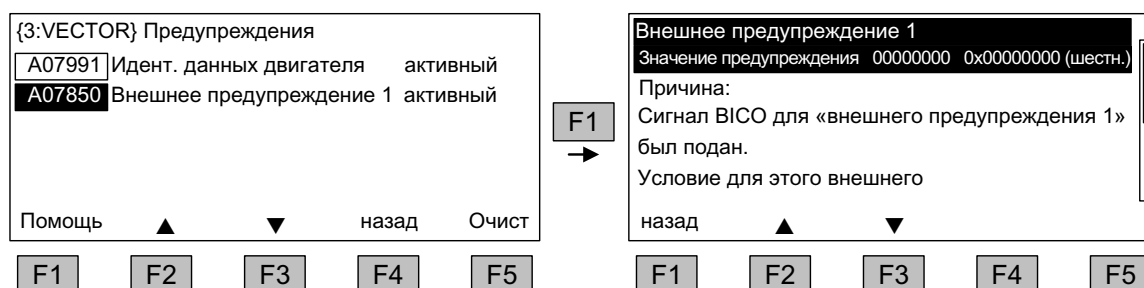 {3:VECTOR} Предупреждения
A07991 Идент. данных двигателя активный
A07850 Внешнее предупреждение 1 активный
Помощь ▲ ▼ назад Очист
F1 F2 F3 F4 F5
F1
→
Внешнее предупреждение 1
Значение предупреждения 00000000 0x00000000 (шестн.)
Причина:
Сигнал BICO для «внешнего предупреждения 1»
был подан.
Условие для этого внешнего
назад ▲ ▼
F1 F2 F3 F4 F5